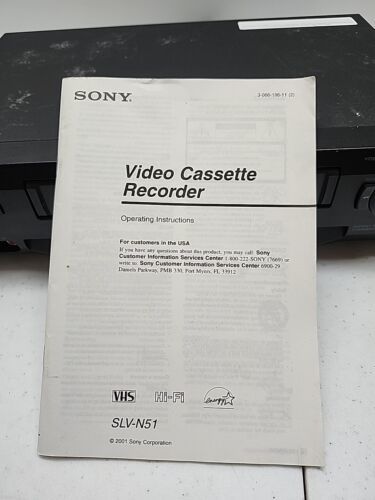 SONY
3-066-196-11 (2)
Video Cassette
Recorder
Operating Instructions
For customers in the USA
If you have any questions about this product, you may call: Sony
Customer Information Services Center 1-800-222-SONY (7669) or
write to: Sony Customer Information Services Center 6900-29
Daniels Parkway, PMB 330, Fort Myers, FL 33912
VHS Hi-Fi energy
SLV-N51
© 2001 Sony Corporation